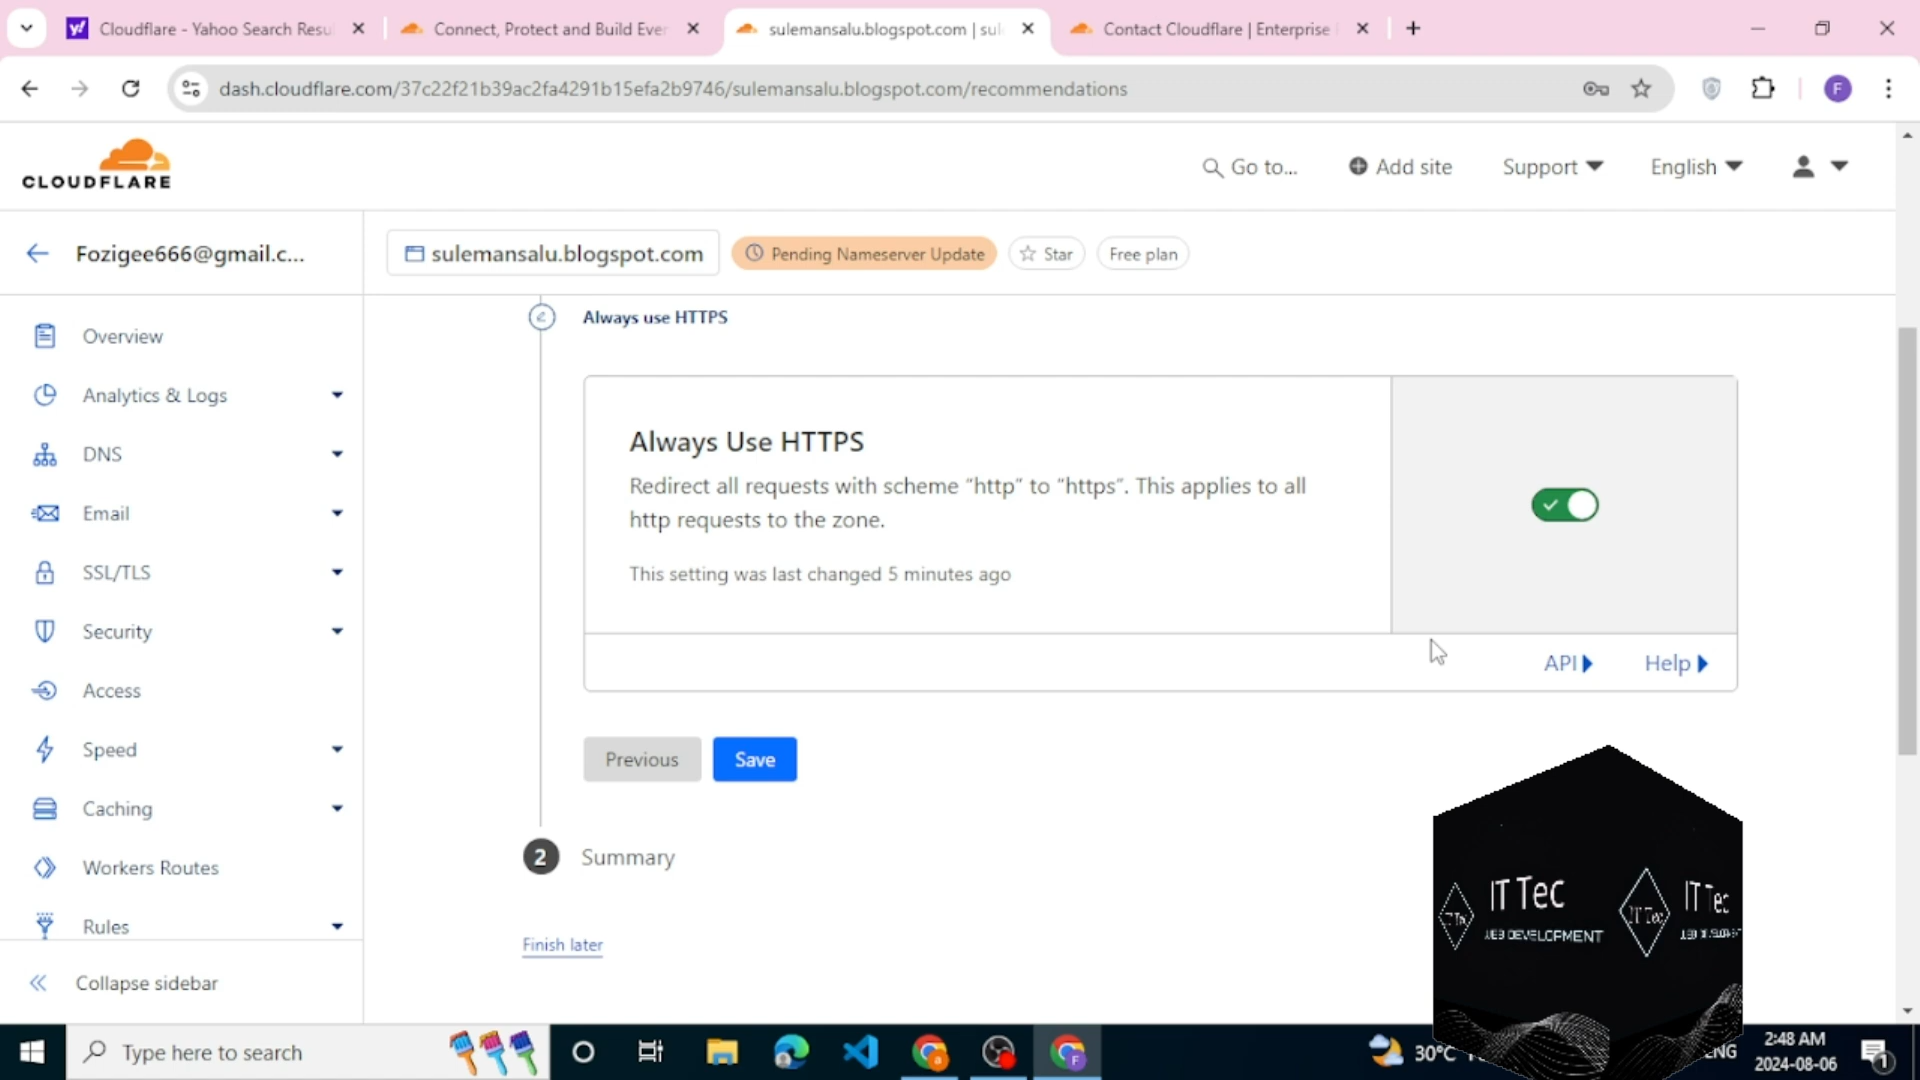 Cloudflare - Yahoo Search Resu
Connect, Protect and Build Ever
sulemansalu.blogspot.com | sul
Contact Cloudflare | Enterprise
dash.cloudflare.com/37c22f21b39ac2fa4291b15efa2b9746/sulemansalu.blogspot.com/recommendations
F
CLOUDFLARE
Go to...
Add site
Support
English
Fozigee666@gmail.c...
sulemansalu.blogspot.com
Pending Nameserver Update
Star
Free plan
Overview
Analytics & Logs
DNS
Email
SSL/TLS
Security
Access
Speed
Caching
Workers Routes
Rules
Collapse sidebar
Always use HTTPS
Always Use HTTPS
Redirect all requests with scheme “http” to “https”. This applies to all
http requests to the zone.
This setting was last changed 5 minutes ago
API
Help
Previous
Save
2
Summary
Finish later
IT Tec
WEB DEVELOPMENT
IT Tec
Type here to search
30°C
ENG
2:48 AM
2024-08-06
1